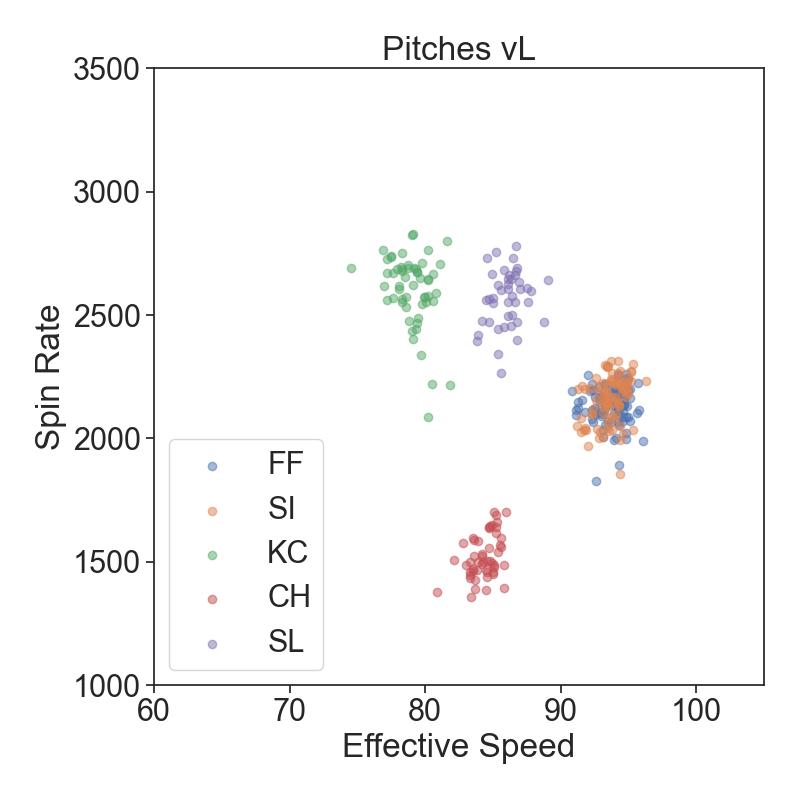 Pitches vL
3500
3000
2500
2000
1500
1000
Spin Rate
FF
SI
KC
CH
SL
60 70 80 90 100
Effective Speed